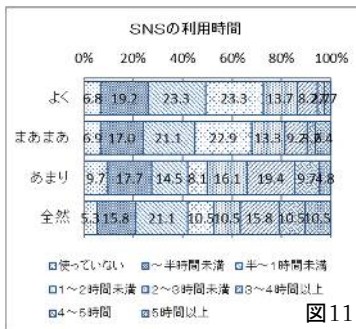 SNSの利用時間
0% 20% 40% 60% 80% 100%
よく 6.8 19.2 23.3 23.3 13.7 8.2
まあまあ 6.9 17.0 21.1 22.9 13.3 9.2
あまり 9.7 17.7 14.5 8.1 16.1 19.4 9.7 4.8
全然 5.3 15.8 21.1 10.5 10.5 15.8 10.5 10.5
使っていない ～半時間未満 半～1時間未満
1～2時間未満 2～3時間未満 3～4時間以上
4～5時間 5時間以上
図11